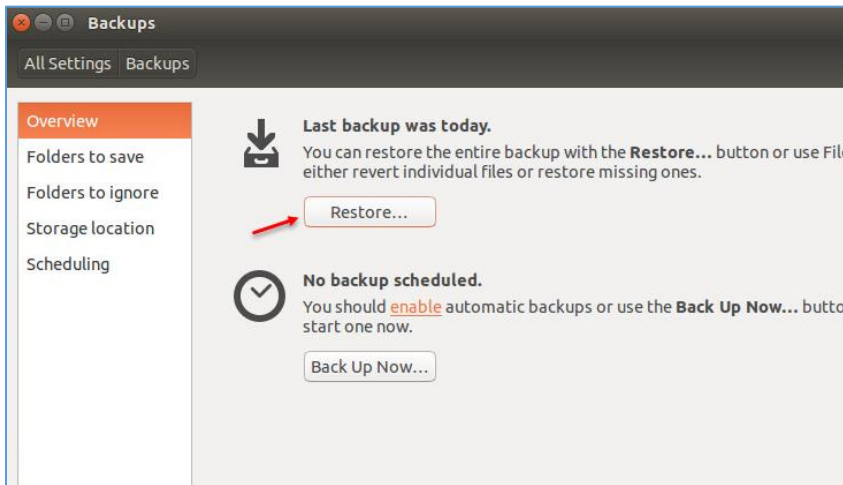 Backups
All Settings Backups
Overview
Folders to save
Folders to ignore
Storage location
Scheduling
Last backup was today.
You can restore the entire backup with the Restore... button or use
either revert individual files or restore missing ones.
Restore...
No backup scheduled.
You should enable automatic backups or use the Back Up Now...
start one now.
Back Up Now...